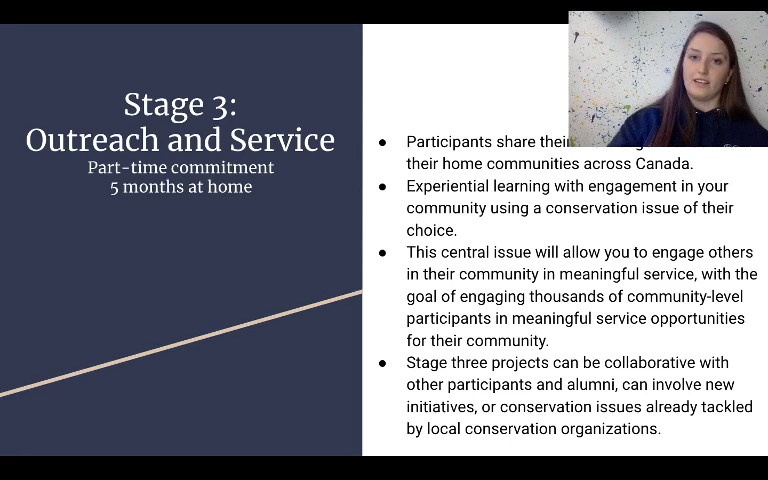 Stage 3:
Outreach and Service
Part-time commitment
5 months at home
● Participants share their
their home communities across Canada.
● Experiential learning with engagement in your
community using a conservation issue of their
choice.
● This central issue will allow you to engage others
in their community in meaningful service, with the
goal of engaging thousands of community-level
participants in meaningful service opportunities
for their community.
● Stage three projects can be collaborative with
other participants and alumni, can involve new
initiatives, or conservation issues already tackled
by local conservation organizations.